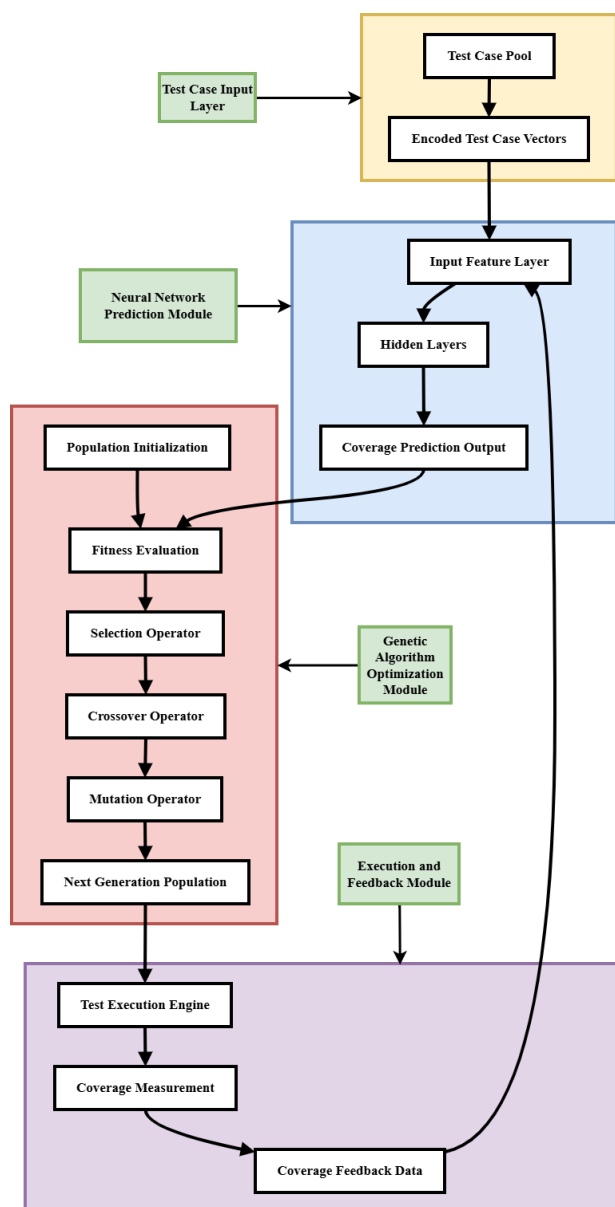 Test Case Pool
Test Case Input
Layer
Encoded Test Case Vectors
Input Feature Layer
Neural Network
Prediction Module
Hidden Layers
Population Initialization
Coverage Prediction Output
Fitness Evaluation
Selection Operator
Genetic
Algorithm
Optimization
Module
Crossover Operator
Mutation Operator
Next Generation Population
Execution and
Feedback Module
Test Execution Engine
Coverage Measurement
Coverage Feedback Data